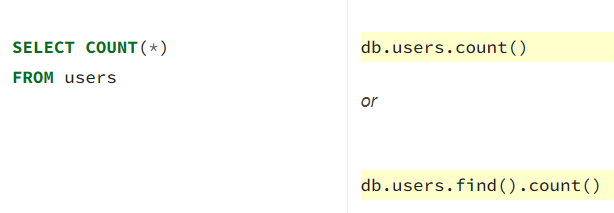 SELECT COUNT(*)
FROM users
db.users.count()
or
db.users.find().count()